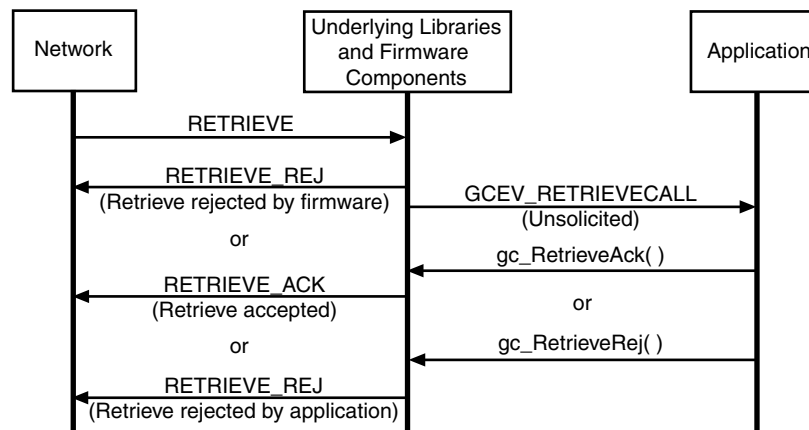 Network
Underlying Libraries
and Firmware
Components
Application
RETRIEVE
RETRIEVE_REJ
(Retrieve rejected by firmware)
GCEV_RETRIEVECALL
(Unsolicited)
or
gc_RetrieveAck( )
RETRIEVE_ACK
(Retrieve accepted)
or
or
gc_RetrieveRej( )
RETRIEVE_REJ
(Retrieve rejected by application)